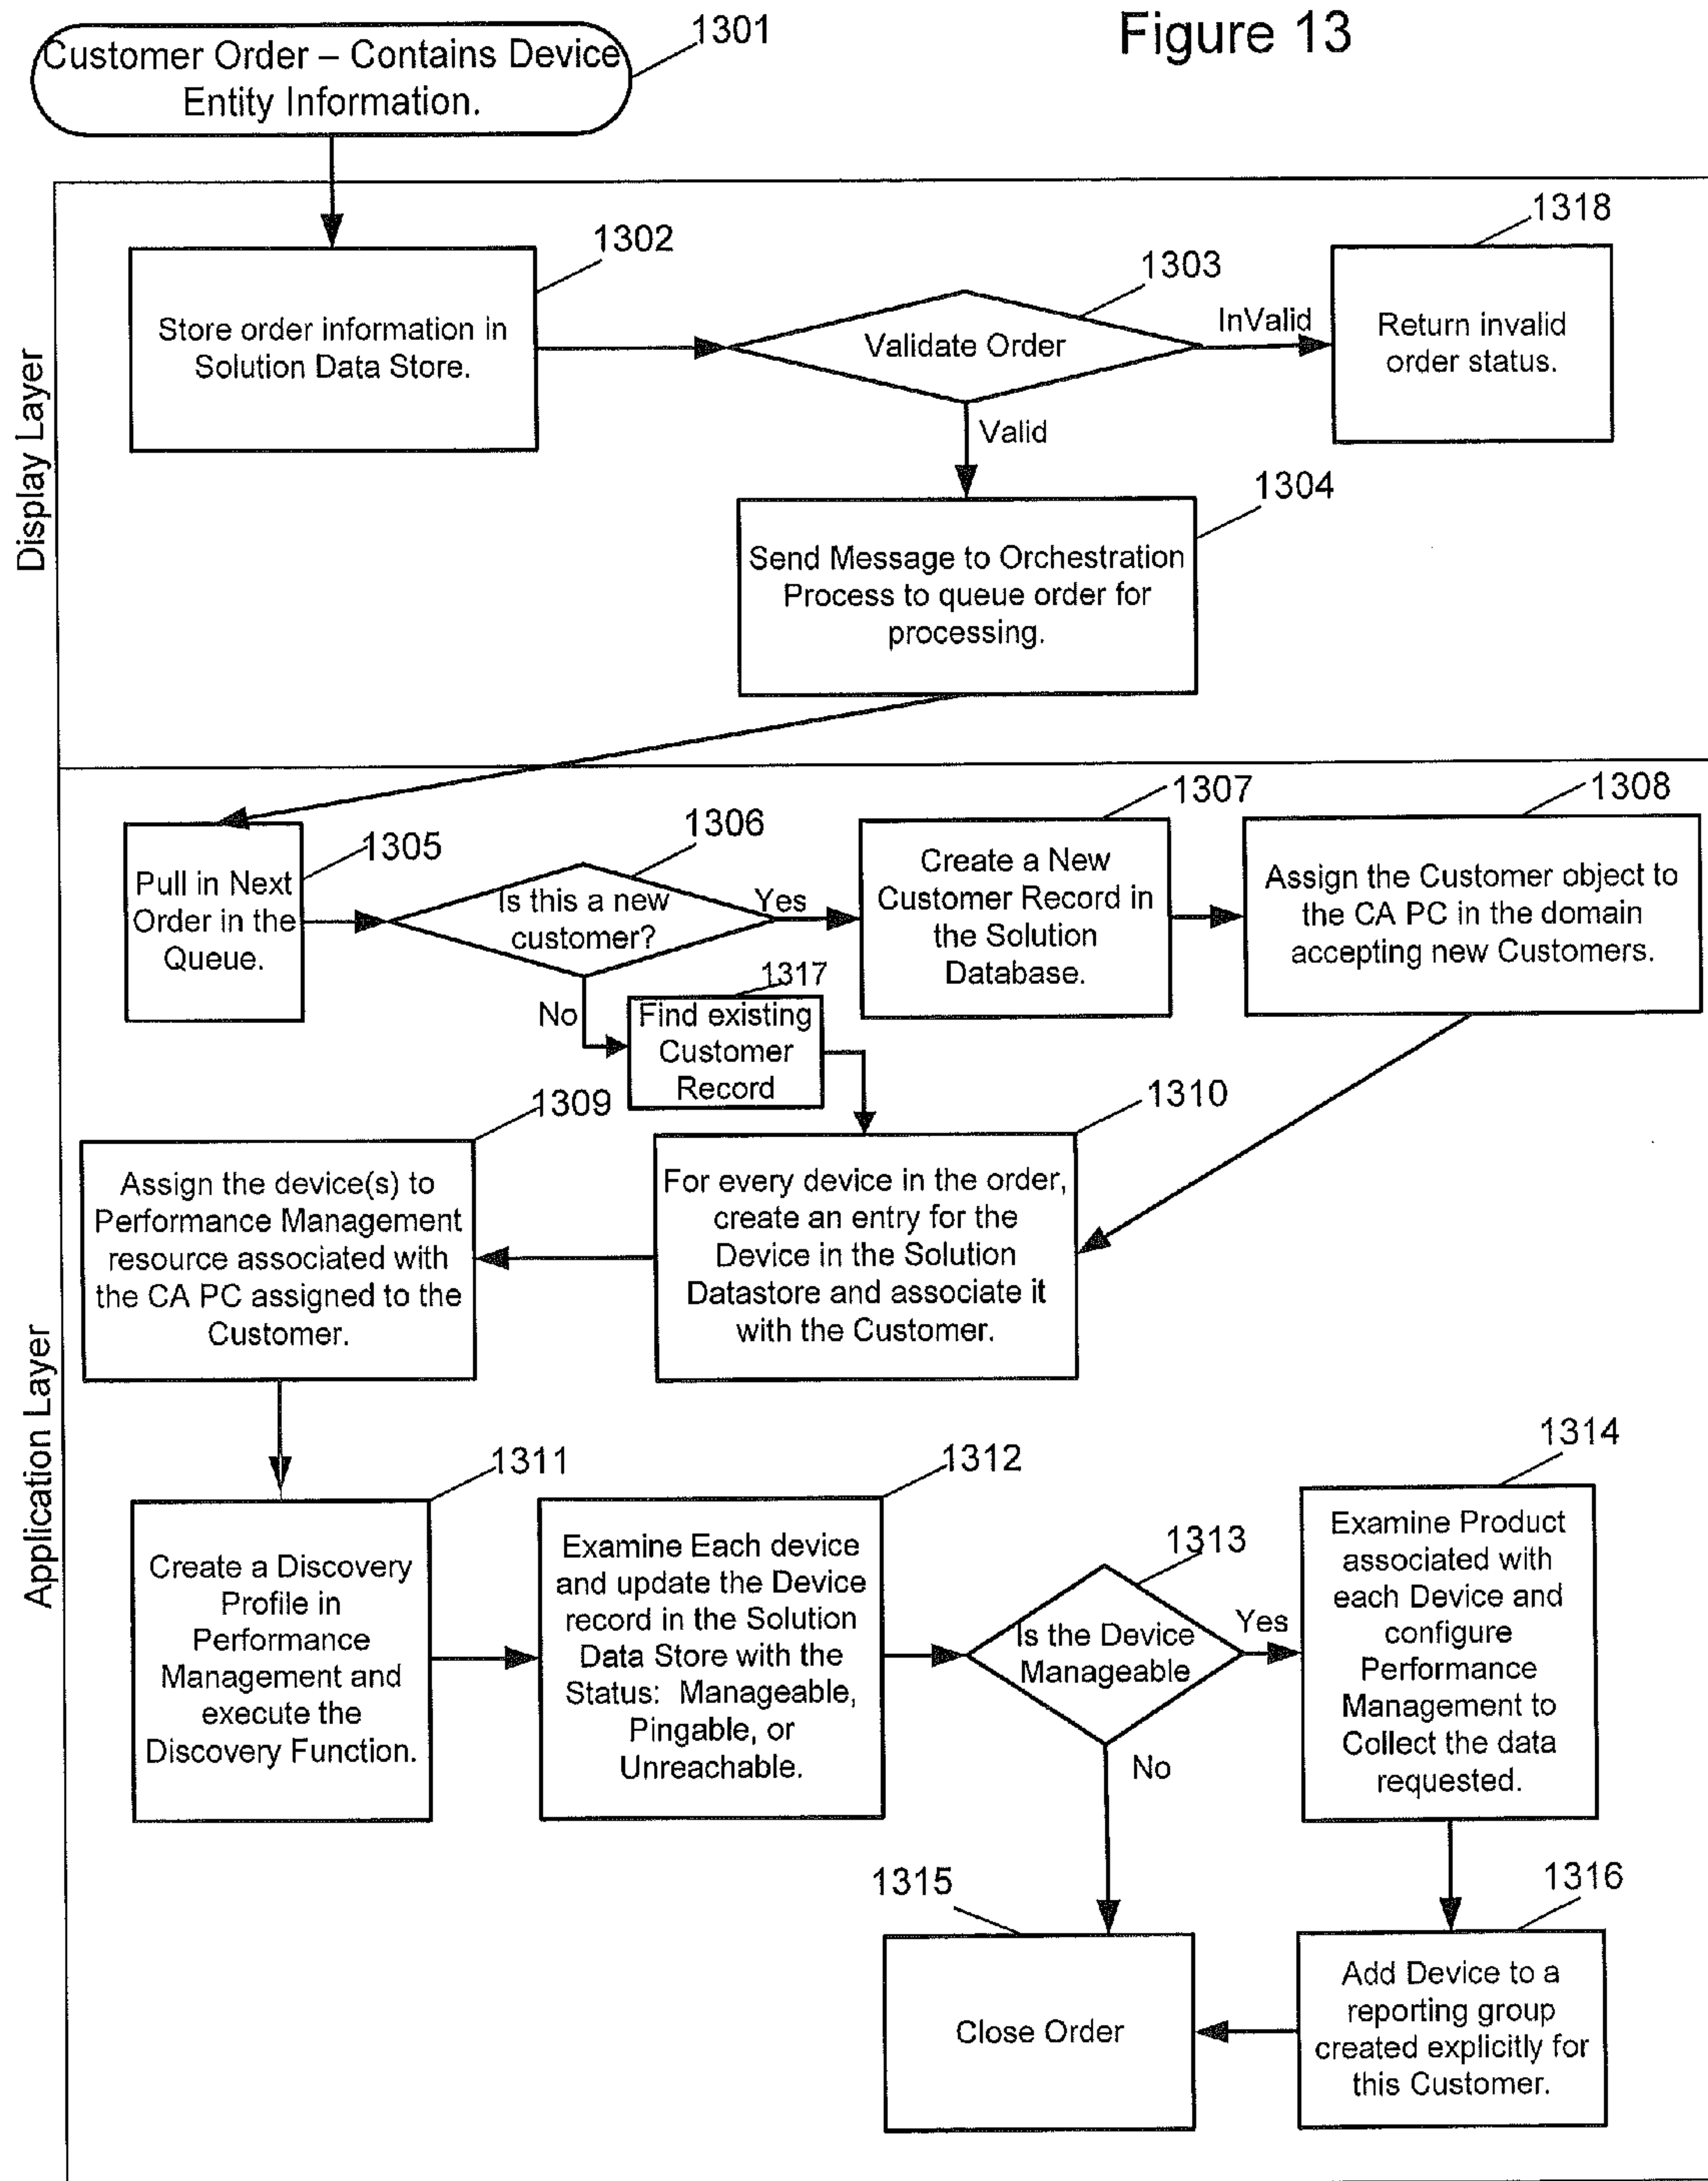 Figure 13
1301
Customer Order – Contains Device
Entity Information.
Display Layer
1302
Store order information in
Solution Data Store.
1303
Validate Order
InValid
Valid
1318
Return invalid
order status.
1304
Send Message to Orchestration
Process to queue order for
processing.
Application Layer
1305
Pull in Next
Order in the
Queue.
1306
Is this a new
customer?
Yes
No
1307
Create a New
Customer Record in
the Solution
Database.
1308
Assign the Customer object to
the CA PC in the domain
accepting new Customers.
1317
Find existing
Customer
Record
1309
Assign the device(s) to
Performance Management
resource associated with
the CA PC assigned to the
Customer.
1310
For every device in the order,
create an entry for the
Device in the Solution
Datastore and associate it
with the Customer.
1311
Create a Discovery
Profile in
Performance
Management and
execute the
Discovery Function.
1312
Examine Each device
and update the Device
record in the Solution
Data Store with the
Status: Manageable,
Pingable, or
Unreachable.
1313
Is the Device
Manageable
Yes
No
1314
Examine Product
associated with
each Device and
configure
Performance
Management to
Collect the data
requested.
1315
Close Order
1316
Add Device to a
reporting group
created explicitly for
this Customer.